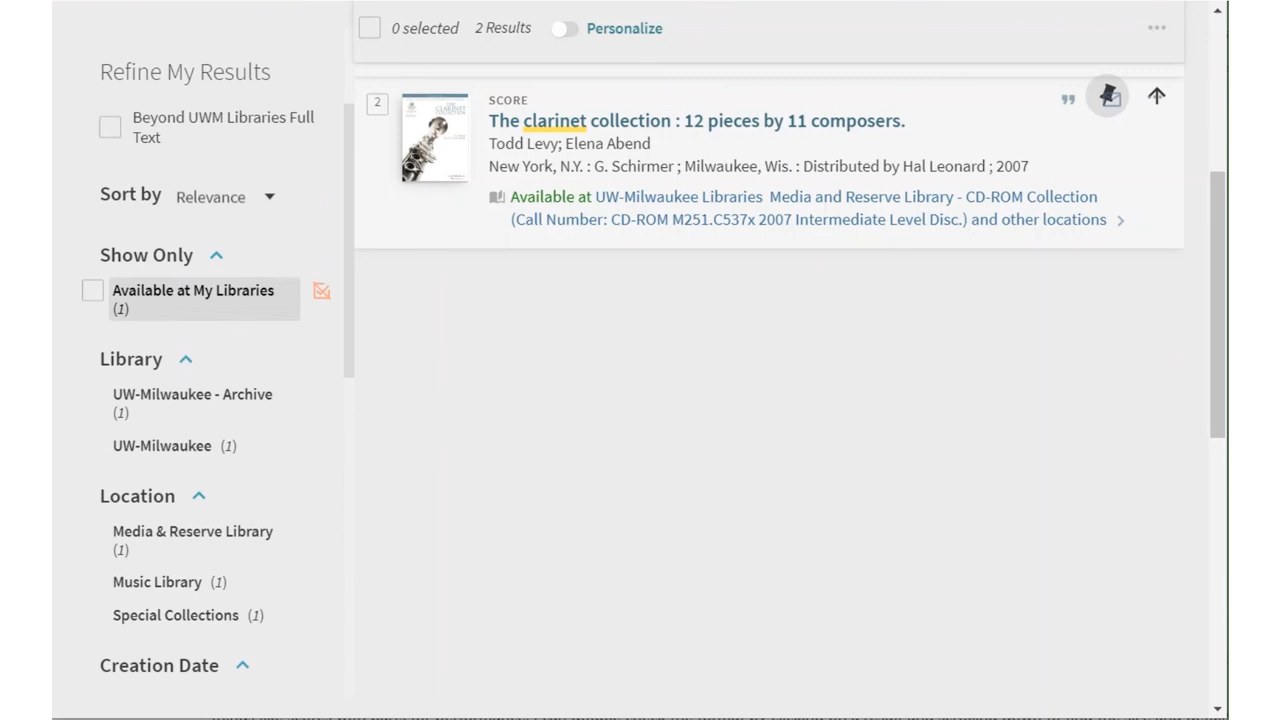 0 selected 2 Results Personalize
Refine My Results
Beyond UWM Libraries Full
Text
Sort by Relevance
Show Only
Available at My Libraries
(1)
Library
UW-Milwaukee - Archive
(1)
UW-Milwaukee (1)
Location
Media & Reserve Library
(1)
Music Library (1)
Special Collections (1)
Creation Date
2
SCORE
The clarinet collection : 12 pieces by 11 composers.
Todd Levy; Elena Abend
New York, N.Y. : G. Schirmer ; Milwaukee, Wis. : Distributed by Hal Leonard ; 2007
Available at UW-Milwaukee Libraries Media and Reserve Library - CD-ROM Collection
(Call Number: CD-ROM M251.C537x 2007 Intermediate Level Disc.) and other locations